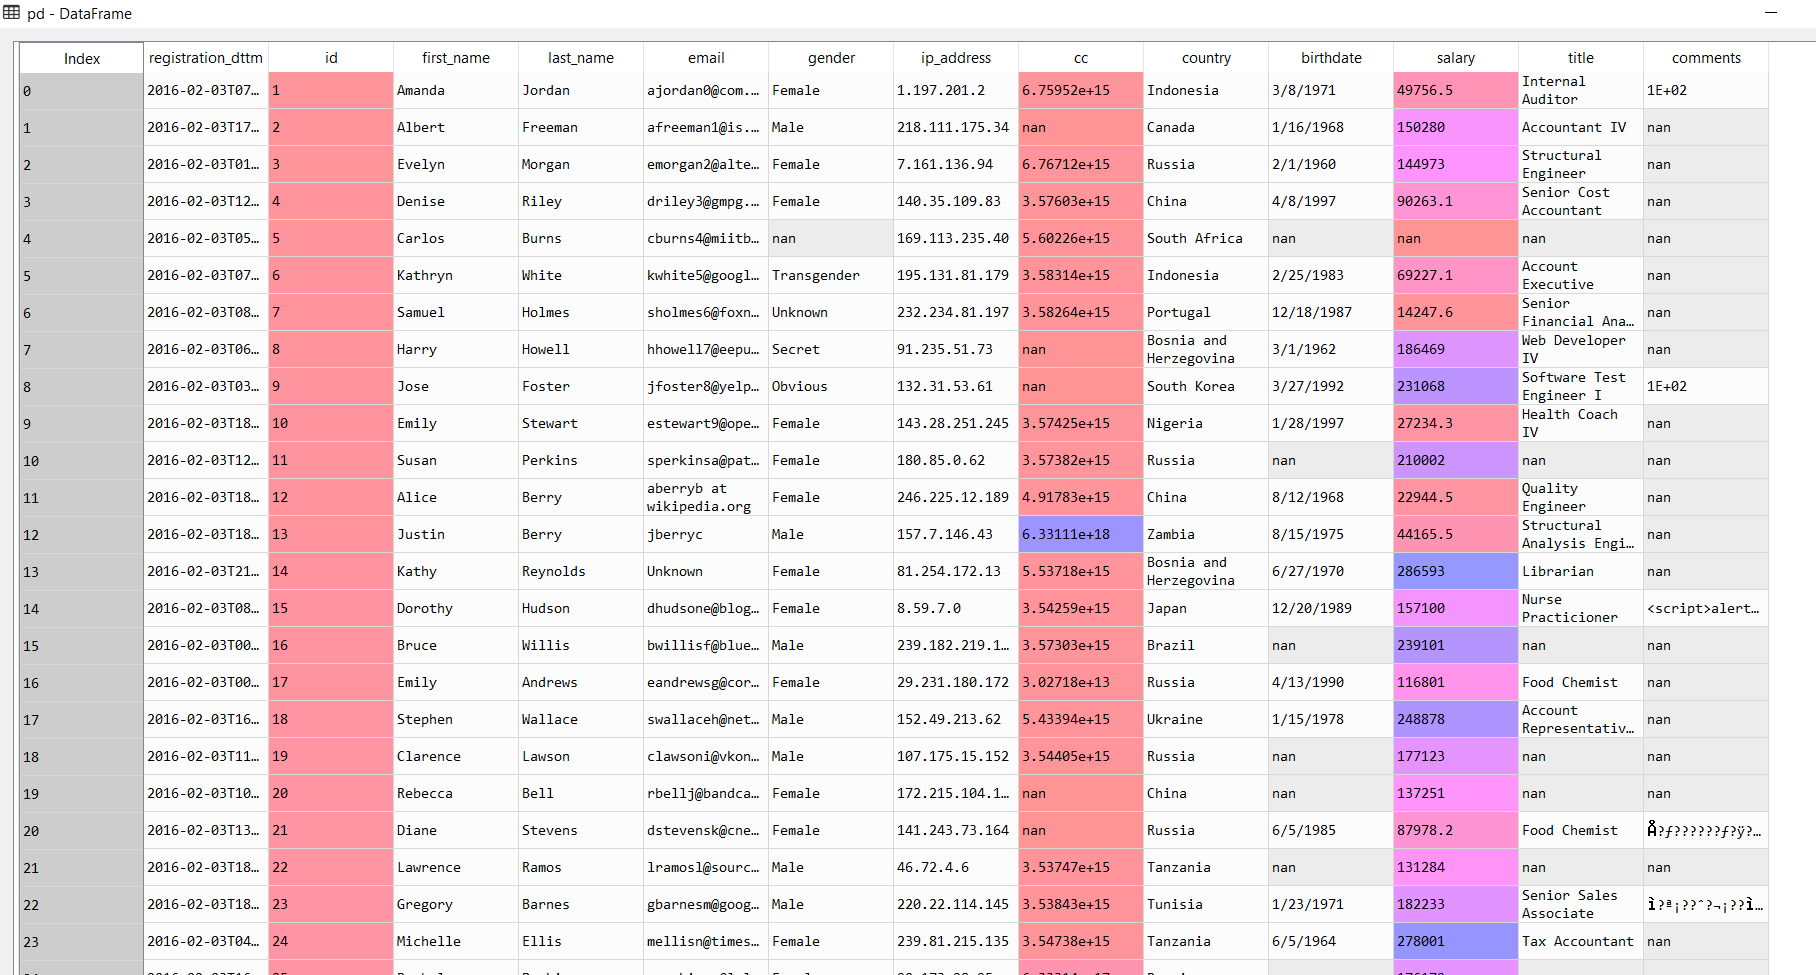 pd - DataFrame
Index registration_dttm id first_name last_name email gender ip_address cc country birthdate salary title comments
0 2016-02-03T07… 1 Amanda Jordan ajordan0@com.… Female 1.197.201.2 6.75952e+15 Indonesia 3/8/1971 49756.5 Internal Auditor 1E+02
1 2016-02-03T17… 2 Albert Freeman afreeman1@is.… Male 218.111.175.34 nan Canada 1/16/1968 150280 Accountant IV nan
2 2016-02-03T01… 3 Evelyn Morgan emorgan2@alte… Female 7.161.136.94 6.76712e+15 Russia 2/1/1960 144973 Structural Engineer nan
3 2016-02-03T12… 4 Denise Riley driley3@gmpg.… Female 140.35.109.83 3.57603e+15 China 4/8/1997 90263.1 Senior Cost Accountant nan
4 2016-02-03T05… 5 Carlos Burns cburns4@miitb… nan 169.113.235.40 5.60226e+15 South Africa nan nan nan nan
5 2016-02-03T07… 6 Kathryn White kwhite5@googl… Transgender 195.131.81.179 3.58314e+15 Indonesia 2/25/1983 69227.1 Account Executive nan
6 2016-02-03T08… 7 Samuel Holmes sholmes6@foxn… Unknown 232.234.81.197 3.58264e+15 Portugal 12/18/1987 14247.6 Senior Financial Ana… nan
7 2016-02-03T06… 8 Harry Howell hhowell7@eepu… Secret 91.235.51.73 nan Bosnia and Herzegovina 3/1/1962 186469 Web Developer IV nan
8 2016-02-03T03… 9 Jose Foster jfoster8@yelp… Obvious 132.31.53.61 nan South Korea 3/27/1992 231068 Software Test Engineer I 1E+02
9 2016-02-03T18… 10 Emily Stewart estewart9@ope… Female 143.28.251.245 3.57425e+15 Nigeria 1/28/1997 27234.3 Health Coach IV nan
10 2016-02-03T12… 11 Susan Perkins sperkinsa@pat… Female 180.85.0.62 3.57382e+15 Russia nan 210002 nan nan
11 2016-02-03T18… 12 Alice Berry aberryb at wikipedia.org Female 246.225.12.189 4.91783e+15 China 8/12/1968 22944.5 Quality Engineer nan
12 2016-02-03T18… 13 Justin Berry jberryc Male 157.7.146.43 6.33111e+18 Zambia 8/15/1975 44165.5 Structural Analysis Engi… nan
13 2016-02-03T21… 14 Kathy Reynolds Unknown Female 81.254.172.13 5.53718e+15 Bosnia and Herzegovina 6/27/1970 286593 Librarian nan
14 2016-02-03T08… 15 Dorothy Hudson dhudsone@blog… Female 8.59.7.0 3.54259e+15 Japan 12/20/1989 157100 Nurse Practicioner <script>alert…
15 2016-02-03T00… 16 Bruce Willis bwillisf@blue… Male 239.182.219.1… 3.57303e+15 Brazil nan 239101 nan nan
16 2016-02-03T00… 17 Emily Andrews eandrewsg@cor… Female 29.231.180.172 3.02718e+13 Russia 4/13/1990 116801 Food Chemist nan
17 2016-02-03T16… 18 Stephen Wallace swallaceh@net… Male 152.49.213.62 5.43394e+15 Ukraine 1/15/1978 248878 Account Representativ… nan
18 2016-02-03T11… 19 Clarence Lawson clawsoni@vkon… Male 107.175.15.152 3.54405e+15 Russia nan 177123 nan nan
19 2016-02-03T10… 20 Rebecca Bell rbellj@bandca… Female 172.215.104.1… nan China nan 137251 nan nan
20 2016-02-03T13… 21 Diane Stevens dstevensk@cne… Female 141.243.73.164 nan Russia 6/5/1985 87978.2 Food Chemist
21 2016-02-03T18… 22 Lawrence Ramos lramosl@sourc… Male 46.72.4.6 3.53747e+15 Tanzania nan 131284 nan nan
22 2016-02-03T18… 23 Gregory Barnes gbarnesm@goog… Male 220.22.114.145 3.53843e+15 Tunisia 1/23/1971 182233 Senior Sales Associate
23 2016-02-03T04… 24 Michelle Ellis mellisn@times… Female 239.81.215.135 3.54738e+15 Tanzania 6/5/1964 278001 Tax Accountant nan